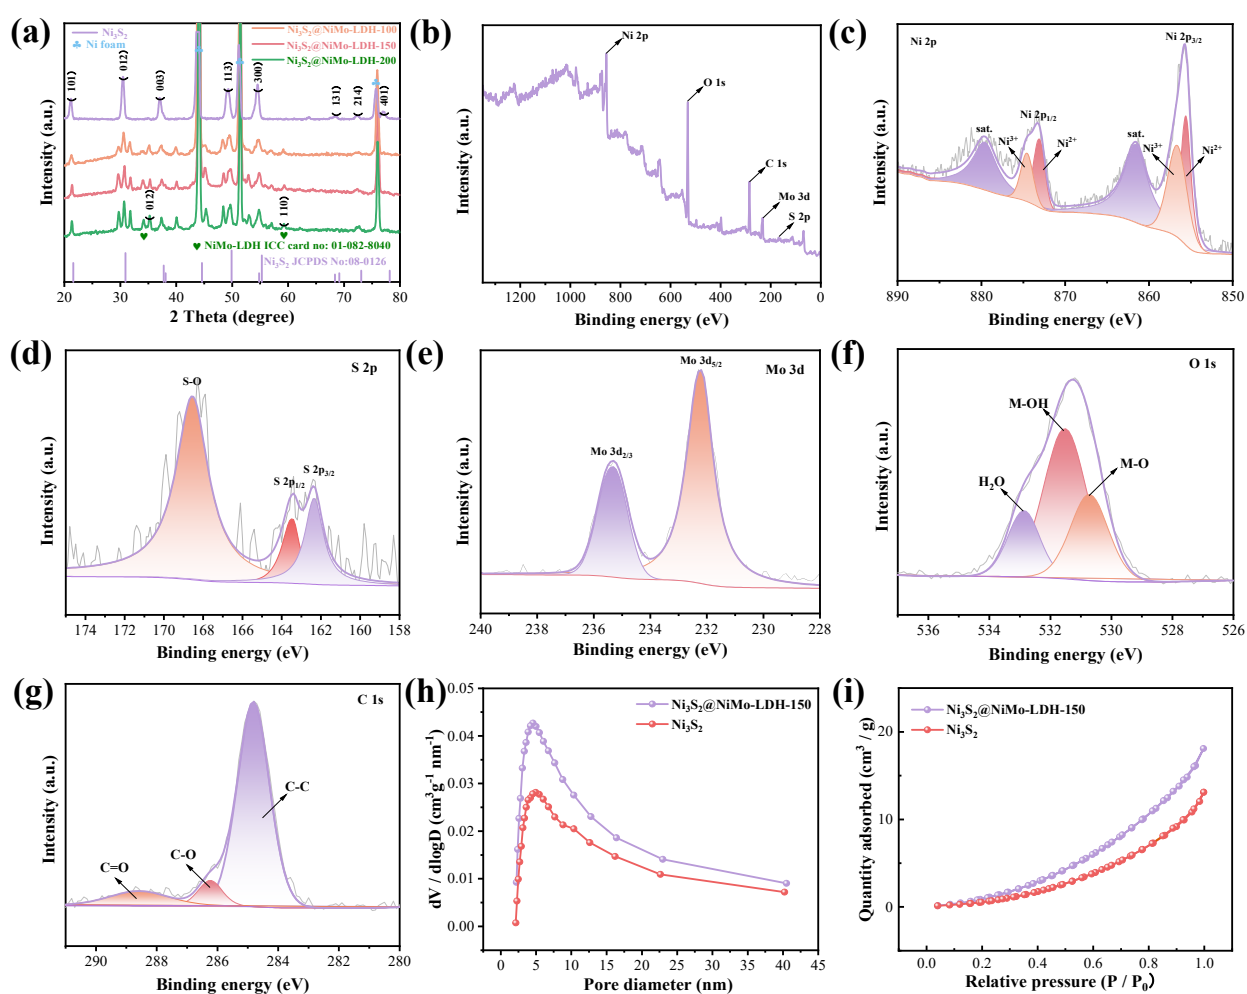 (a)
Ni3S2
Ni foam
Ni3S2@NiMo-LDH-100
Ni3S2@NiMo-LDH-150
Ni3S2@NiMo-LDH-200
(101)
(012)
(003)
(113)
(300)
(131)
(214)
(401)
(012)
(110)
NiMo-LDH ICC card no: 01-082-8040
Ni3S2 JCPDS No:08-0126
Intensity (a.u.)
20 30 40 50 60 70 80
2 Theta (degree)
(b)
Ni 2p
O 1s
C 1s
Mo 3d
S 2p
Intensity (a.u.)
1200 1000 800 600 400 200 0
Binding energy (eV)
(c)
Ni 2p
Ni 2p3/2
Ni 2p1/2
sat.
Ni3+
Ni2+
sat.
Ni3+
Ni2+
Intensity (a.u.)
890 880 870 860 850
Binding energy (eV)
(d)
S 2p
S-O
S 2p1/2
S 2p3/2
Intensity (a.u.)
174 172 170 168 166 164 162 160 158
Binding energy (eV)
(e)
Mo 3d
Mo 3d5/2
Mo 3d2/3
Intensity (a.u.)
240 238 236 234 232 230 228
Binding energy (eV)
(f)
O 1s
M-OH
M-O
H2O
Intensity (a.u.)
536 534 532 530 528 526
Binding energy (eV)
(g)
C 1s
C-C
C-O
C=O
Intensity (a.u.)
290 288 286 284 282 280
Binding energy (eV)
(h)
Ni3S2@NiMo-LDH-150
Ni3S2
dV / dlogD (cm3g-1 nm-1)
0.05
0.04
0.03
0.02
0.01
0.00
0 5 10 15 20 25 30 35 40 45
Pore diameter (nm)
(i)
Ni3S2@NiMo-LDH-150
Ni3S2
Quantity adsorbed (cm3 / g)
20
10
0
0.0 0.2 0.4 0.6 0.8 1.0
Relative pressure (P / P0)